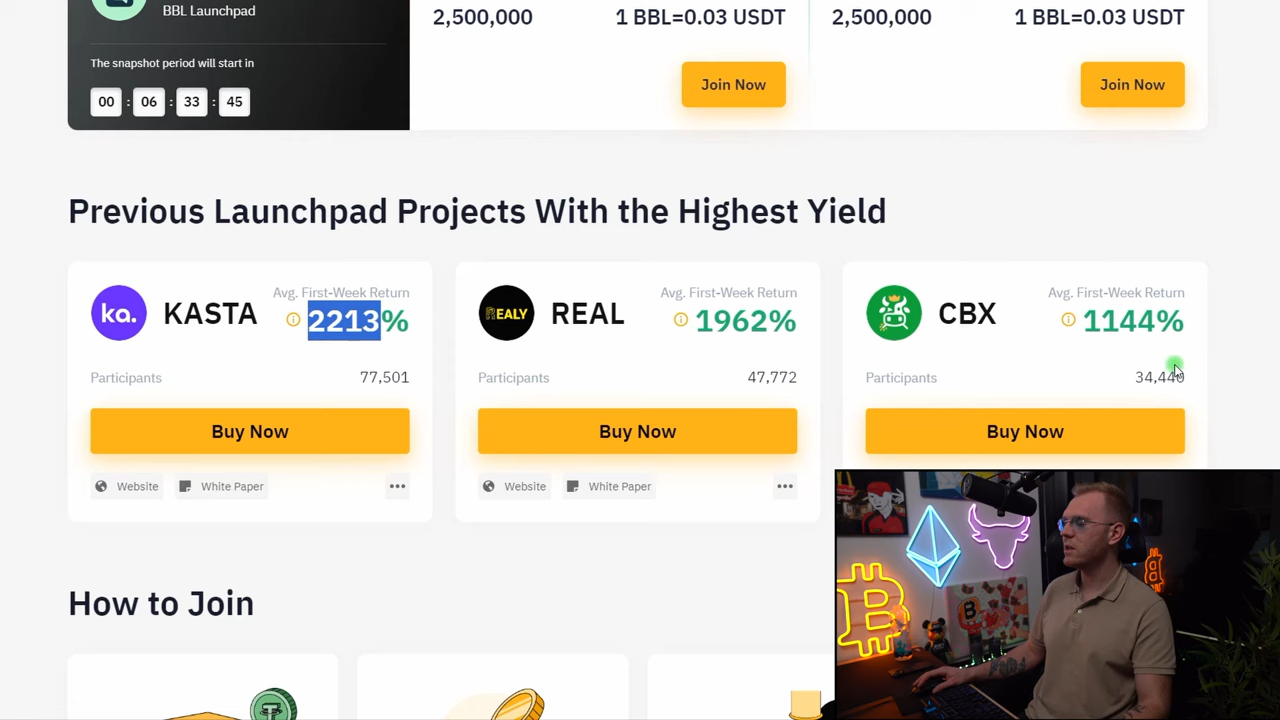 BBL Launchpad
The snapshot period will start in
00 : 06 : 33 : 45
2,500,000
1 BBL=0.03 USDT
Join Now
2,500,000
1 BBL=0.03 USDT
Join Now
Previous Launchpad Projects With the Highest Yield
ka.
KASTA
Avg. First-Week Return
2213%
Participants
77,501
Buy Now
Website
White Paper
REALY
REAL
Avg. First-Week Return
1962%
Participants
47,772
Buy Now
Website
White Paper
CBX
Avg. First-Week Return
1144%
Participants
34,440
Buy Now
How to Join